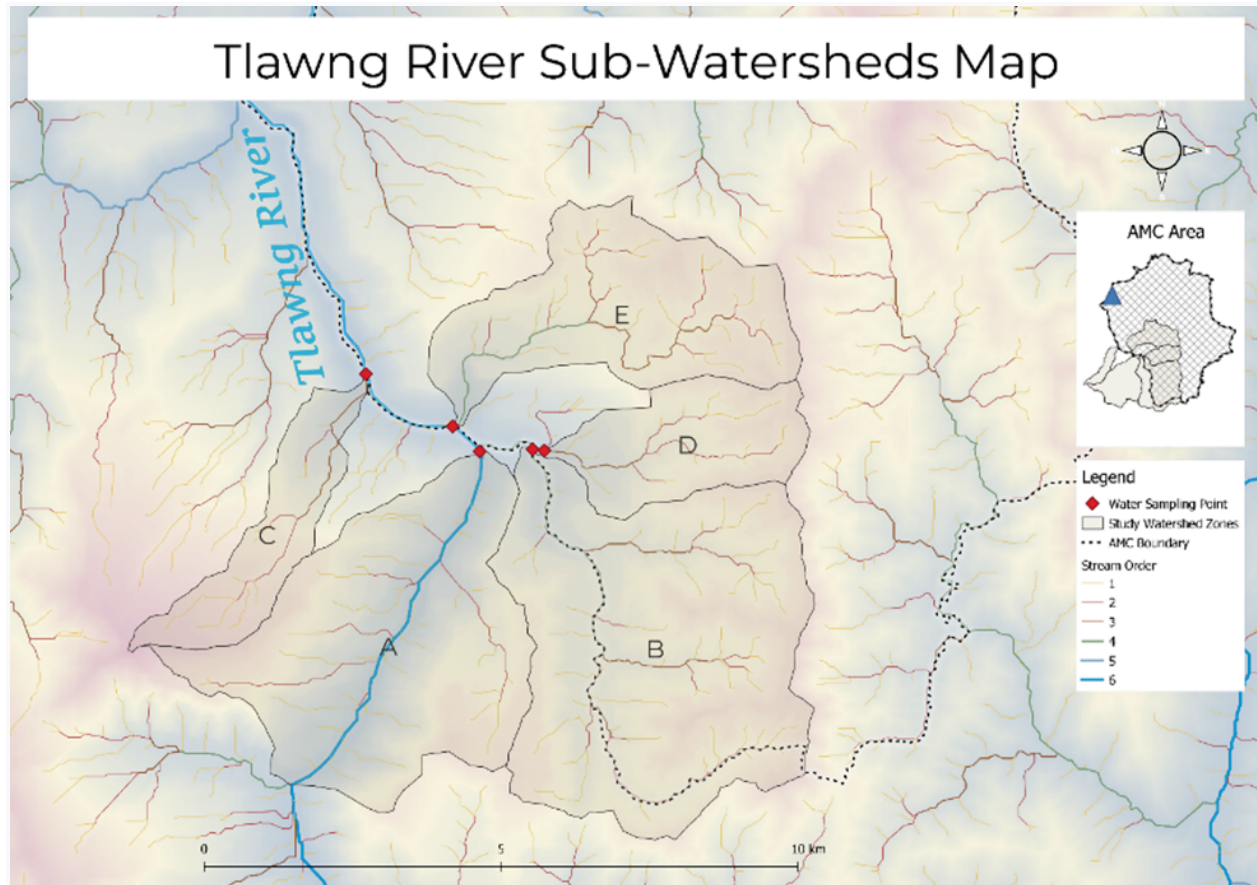 Tlawng River Sub-Watersheds Map
Tlawng River
AMC Area
E
D
C
A
B
Legend
Water Sampling Point
Study Watershed Zones
AMC Boundary
Stream Order
1
2
3
4
5
6
0 5 10 km